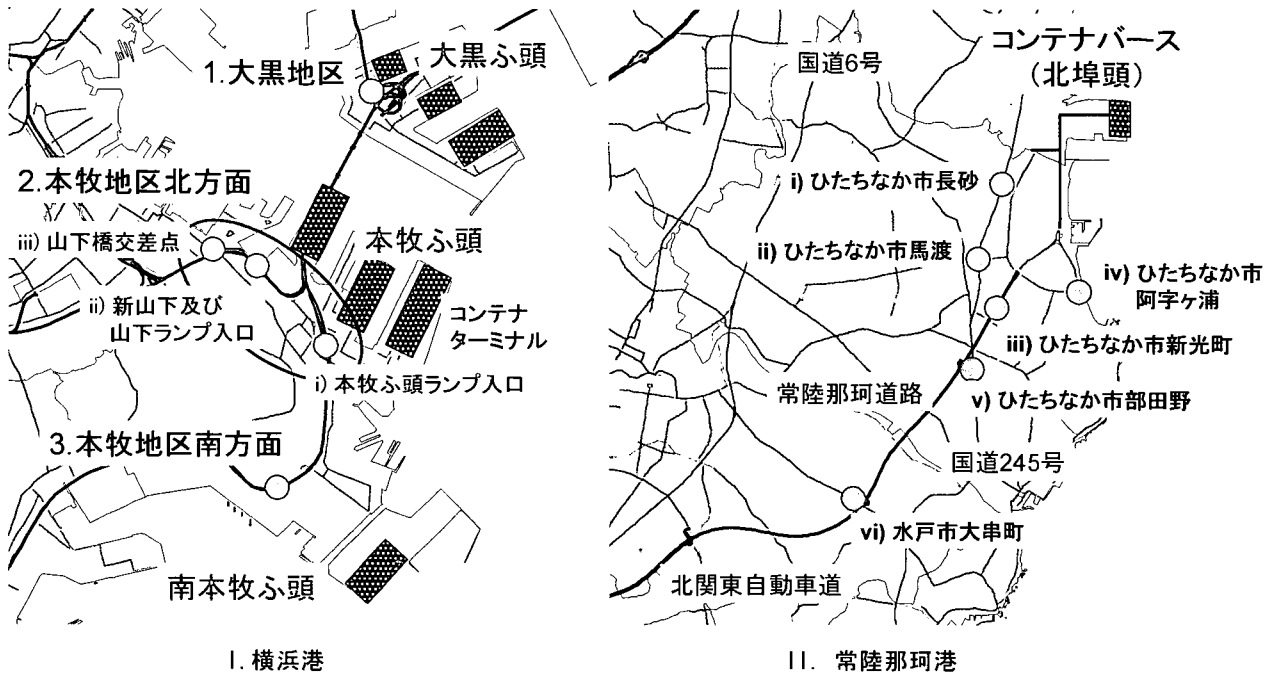 1.大黒地区
大黒ふ頭
2.本牧地区北方面
iii) 山下橋交差点
本牧ふ頭
ii) 新山下及び
山下ランプ入口
コンテナ
ターミナル
i) 本牧ふ頭ランプ入口
3.本牧地区南方面
南本牧ふ頭
I. 横浜港
国道6号
コンテナバース
(北埠頭)
i) ひたちなか市長砂
ii) ひたちなか市馬渡
iv) ひたちなか市
阿字ヶ浦
iii) ひたちなか市新光町
常陸那珂道路
v) ひたちなか市部田野
国道245号
vi) 水戸市大串町
北関東自動車道
II. 常陸那珂港